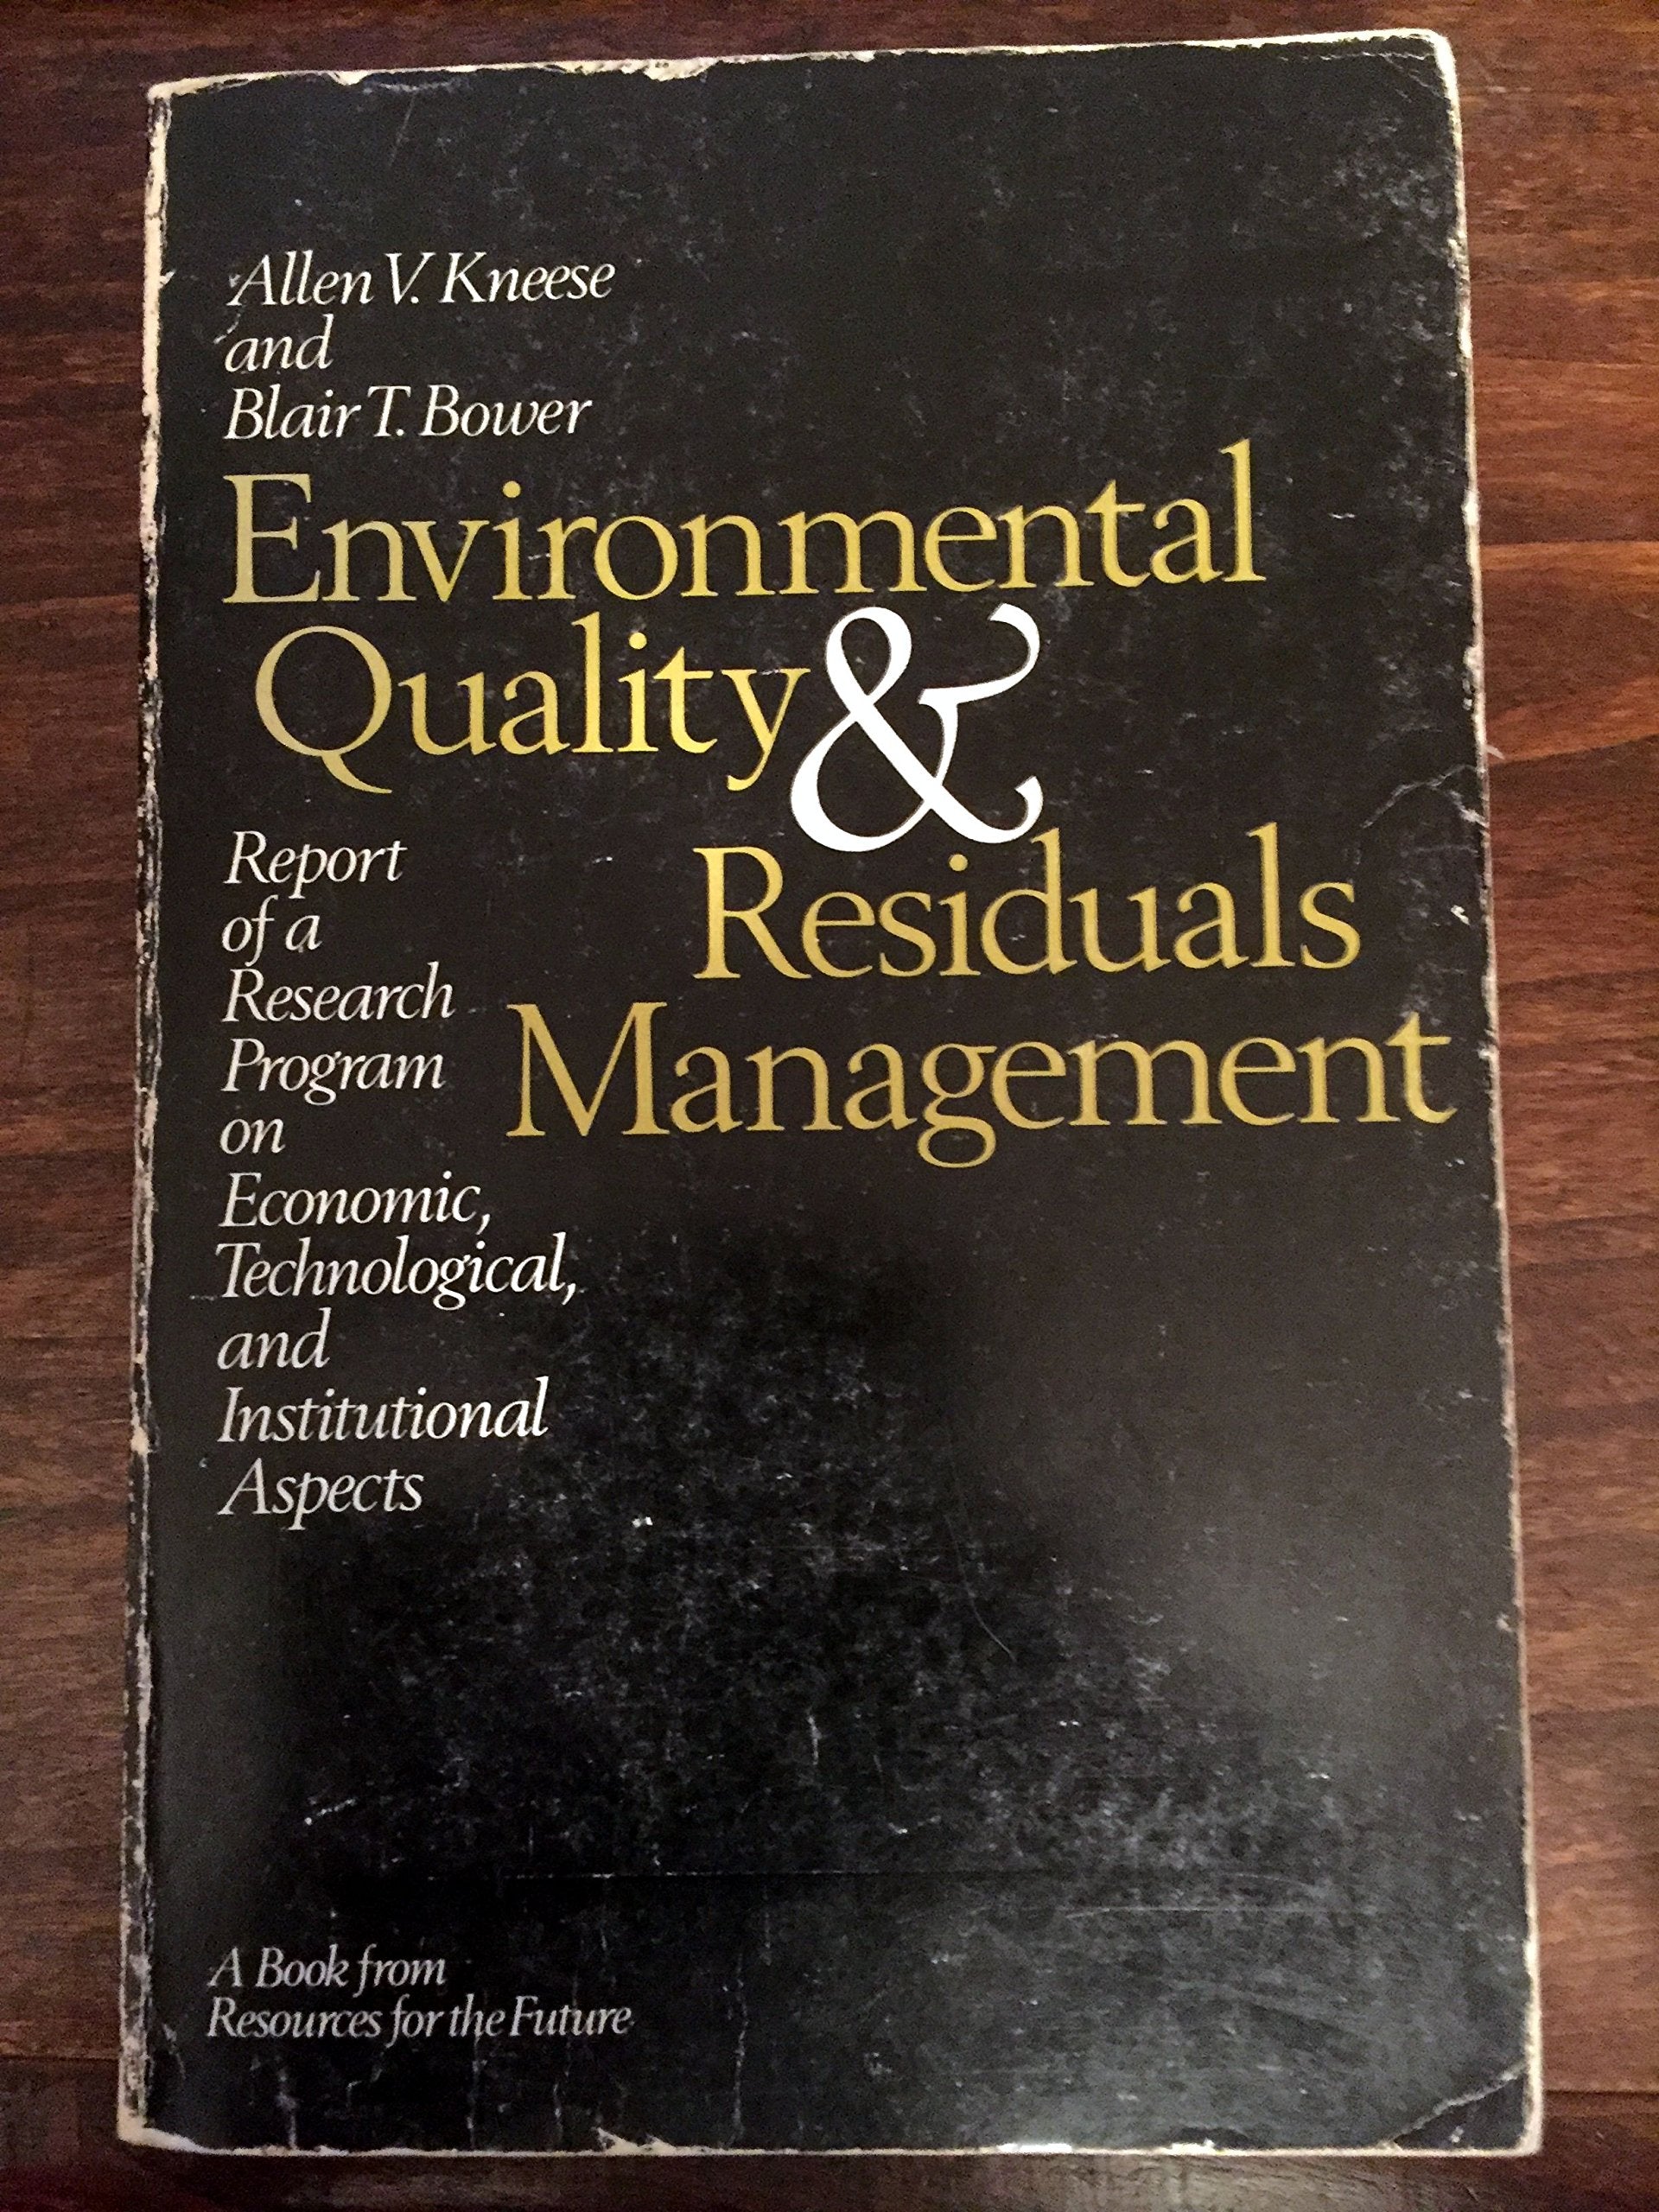 Allen V. Kneese
and
Blair T. Bower
Environmental
Quality &
Residuals
Management
Report
of a
Research
Program
on
Economic,
Technological,
and
Institutional
Aspects
A Book from
Resources for the Future